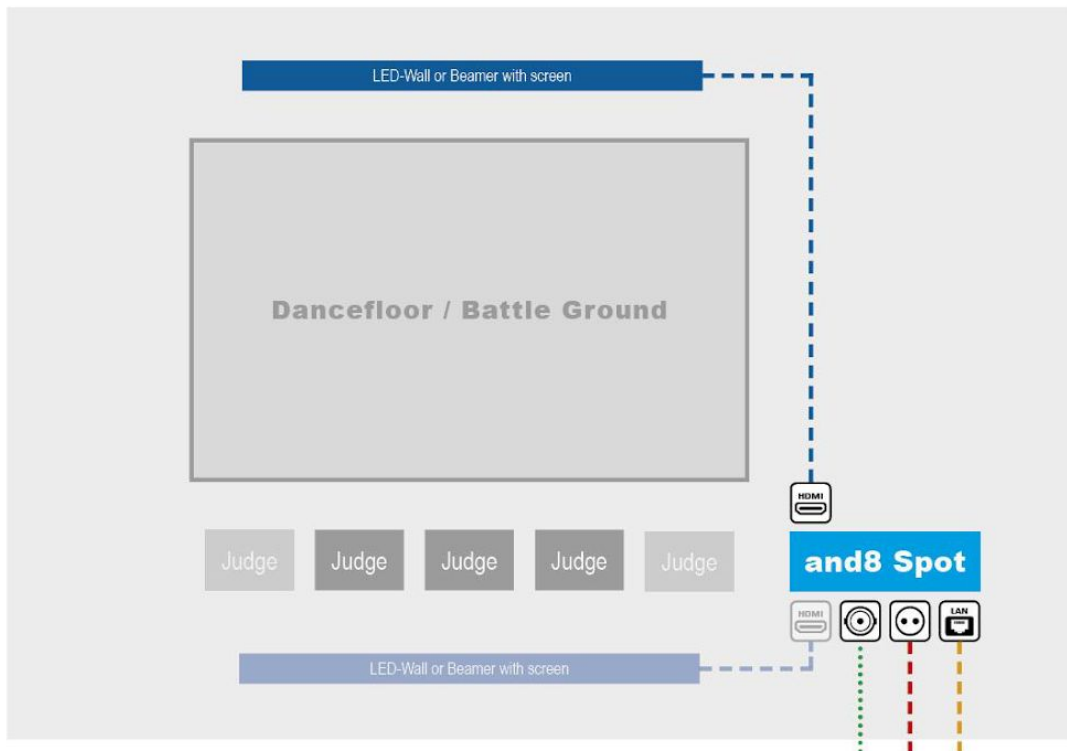 LED-Wall or Beamer with screen
Dancefloor / Battle Ground
HDMI
Judge Judge Judge Judge Judge
and8 Spot
HDMI LAN
LED-Wall or Beamer with screen